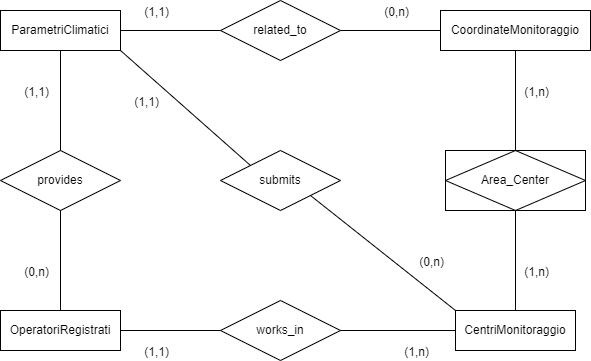 (1,1)
(0,n)
ParametriClimatici
related_to
CoordinateMonitoraggio
(1,1)
(1,1)
(1,n)
provides
submits
Area_Center
(0,n)
(0,n)
(1,n)
OperatoriRegistrati
works_in
CentriMonitoraggio
(1,1)
(1,n)